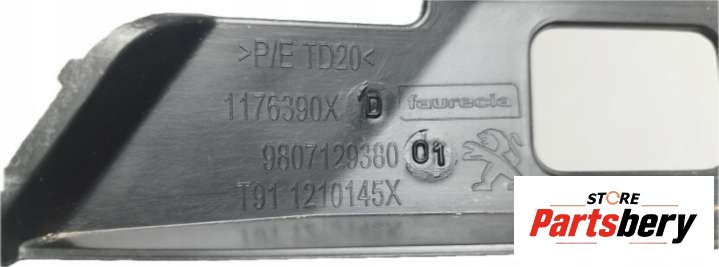 >P/E TD20<
1176390X D faurecia
9807129380 01
T91 1210145X
STORE
Partsbery